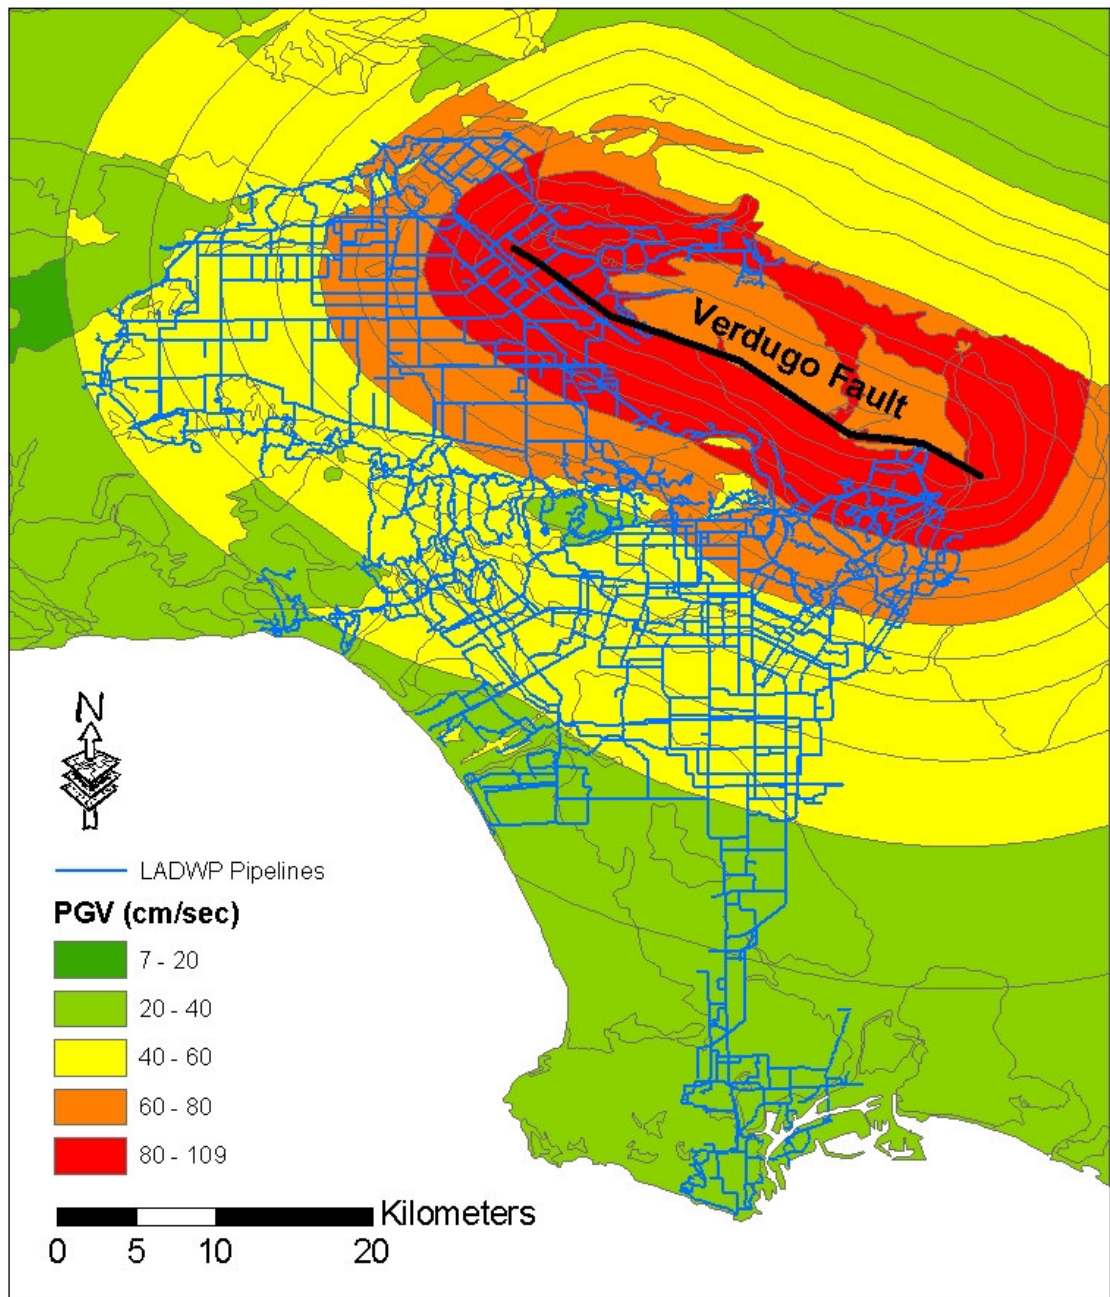 Verdugo Fault
N
LADWP Pipelines
PGV (cm/sec)
7 - 20
20 - 40
40 - 60
60 - 80
80 - 109
Kilometers
0 5 10 20